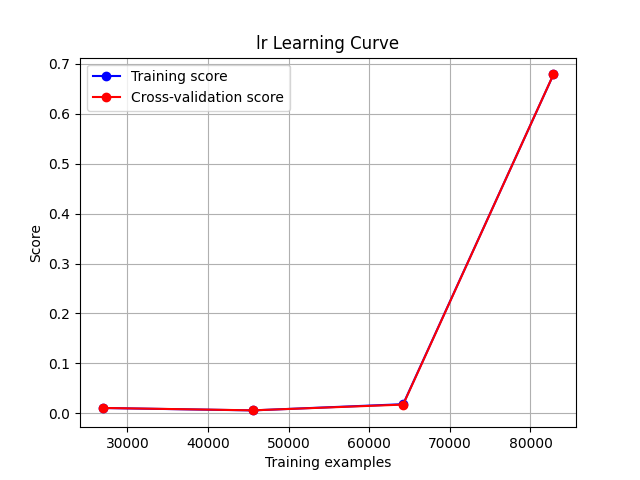 lr Learning Curve
Training score
Cross-validation score
0.7
0.6
0.5
0.4
0.3
0.2
0.1
0.0
Score
30000 40000 50000 60000 70000 80000
Training examples